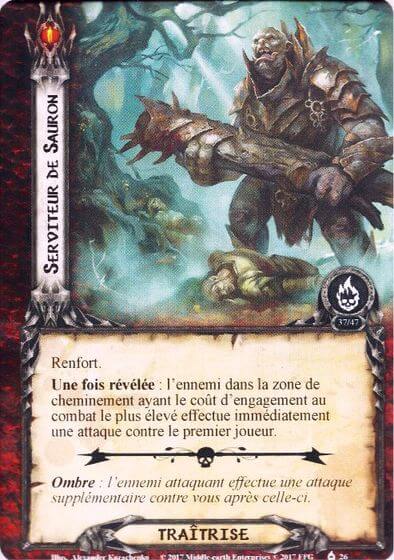 SERVITEUR DE SAURON
37/47
Renfort.
Une fois révélée : l'ennemi dans la zone de
cheminement ayant le coût d'engagement au
combat le plus élevé effectue immédiatement
une attaque contre le premier joueur.
Ombre : l'ennemi attaquant effectue une attaque
supplémentaire contre vous après celle-ci.
TRAÎTRISE
Illus. Alexander Kozachenko © 2017 Middle-earth Enterprises © 2017 FFG 26